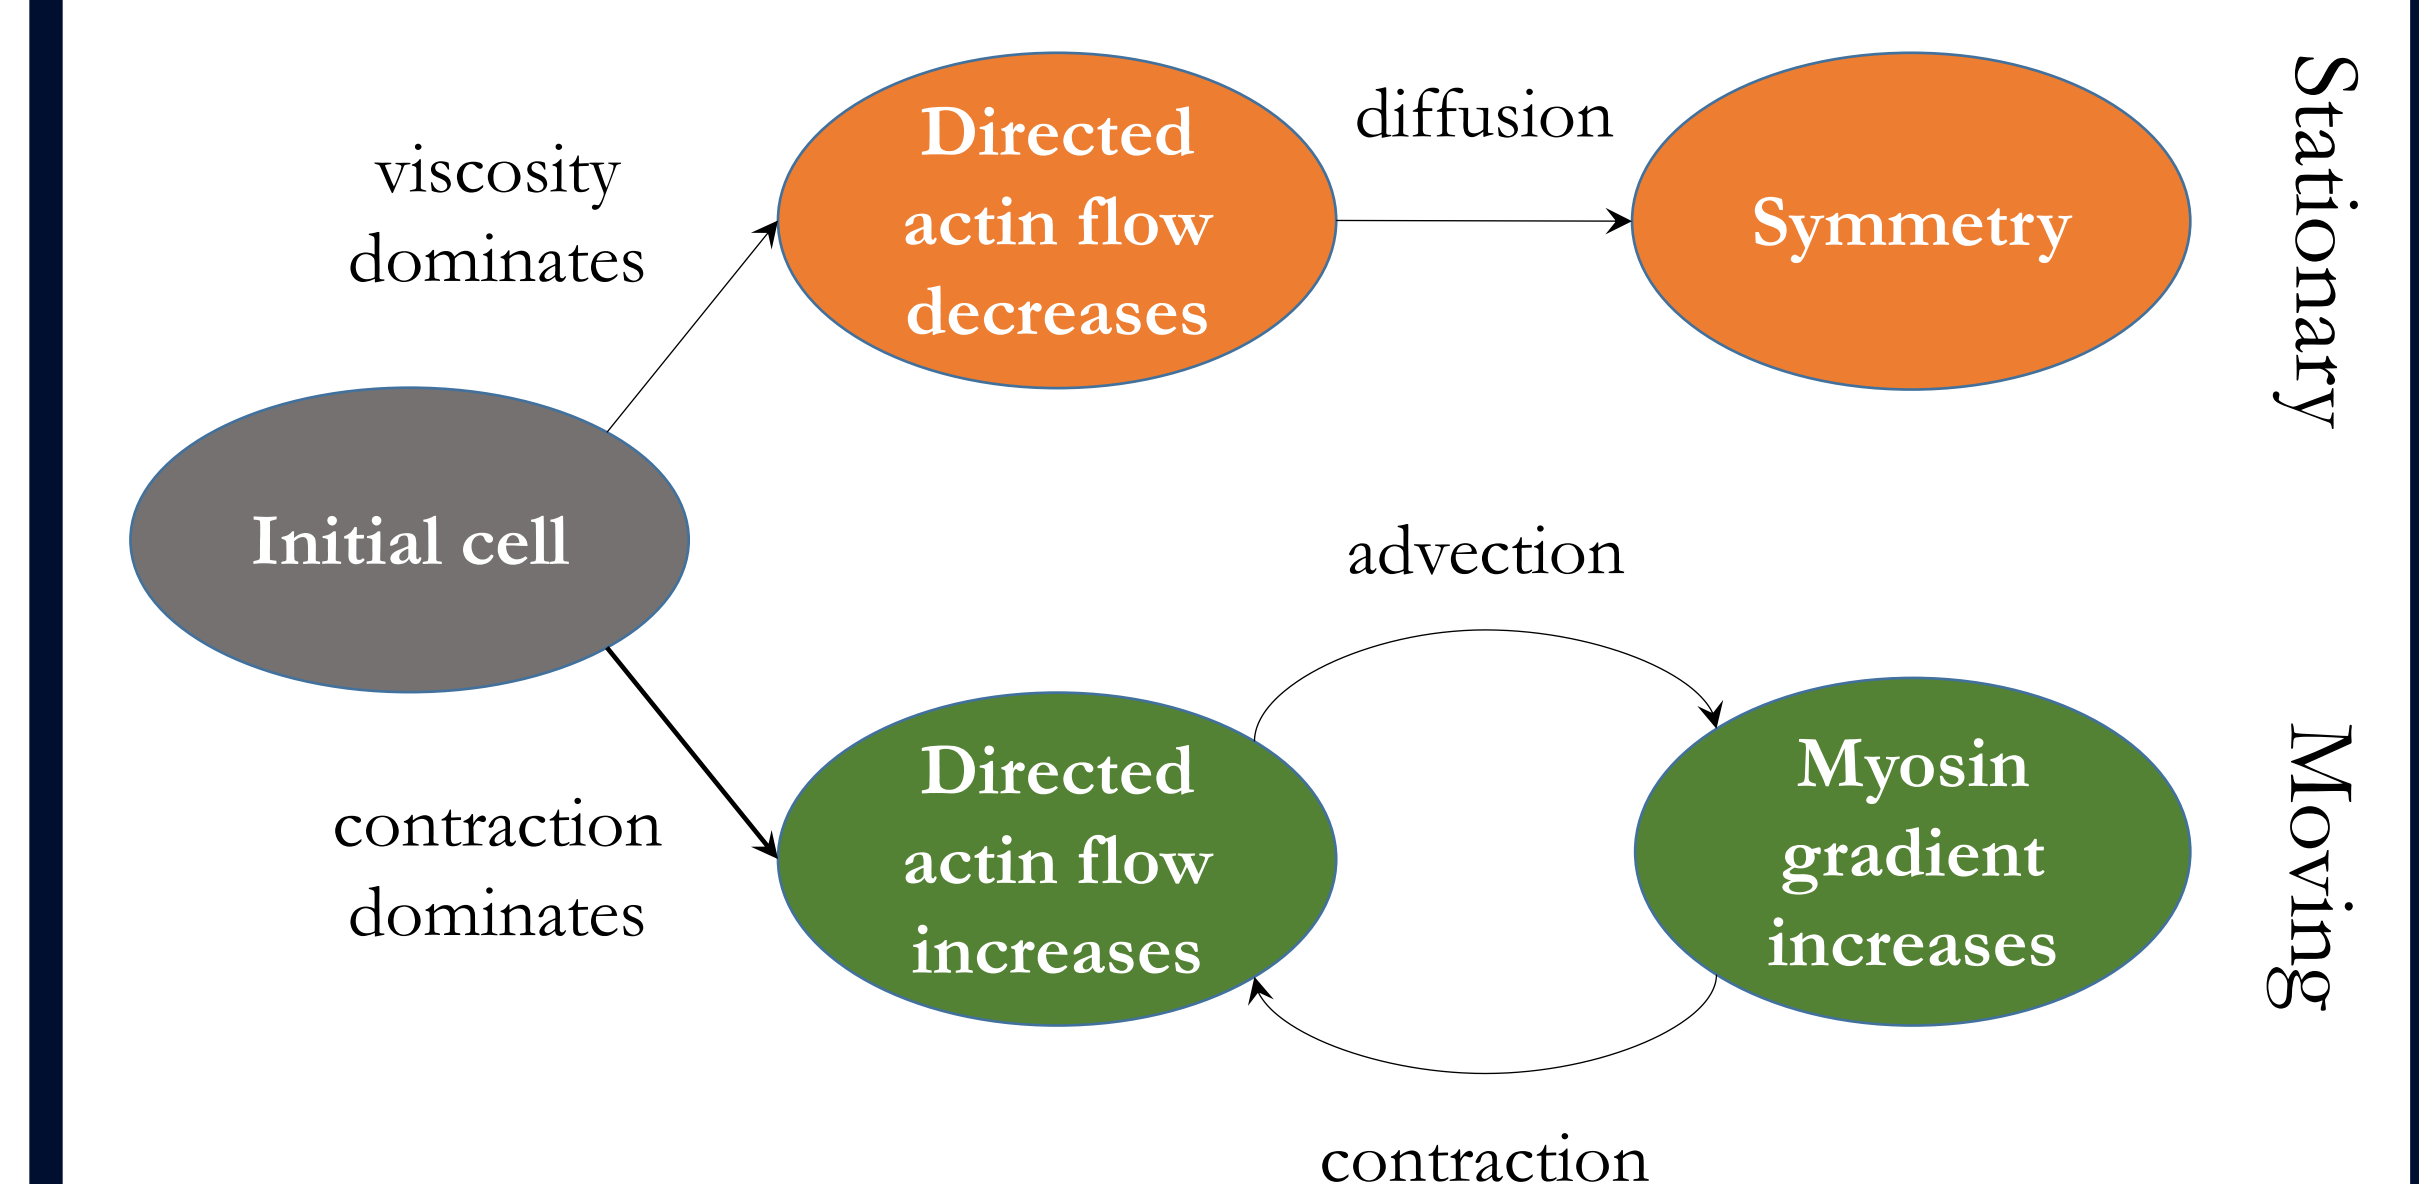 viscosity
dominates
Directed
actin flow
decreases
diffusion
Symmetry
Stationary
Initial cell
contraction
dominates
Directed
actin flow
increases
advection
Myosin
gradient
increases
contraction
Moving